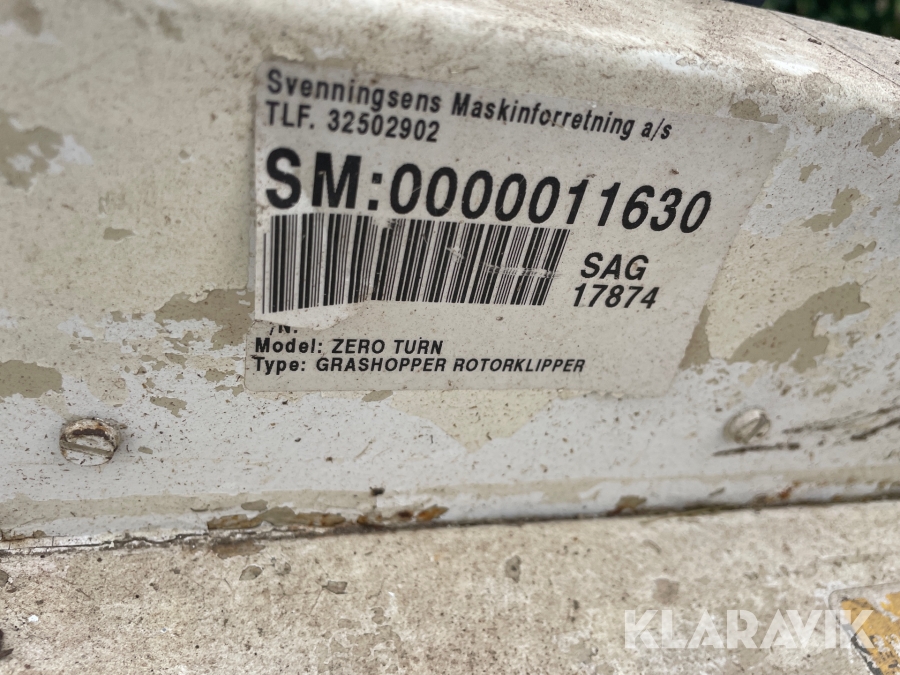 Svenningsens Maskinforretning a/s
TLF. 32502902
SM:0000011630
SAG
17874
/N:
Model: ZERO TURN
Type: GRASHOPPER ROTORKLIPPER
KLARAVIK